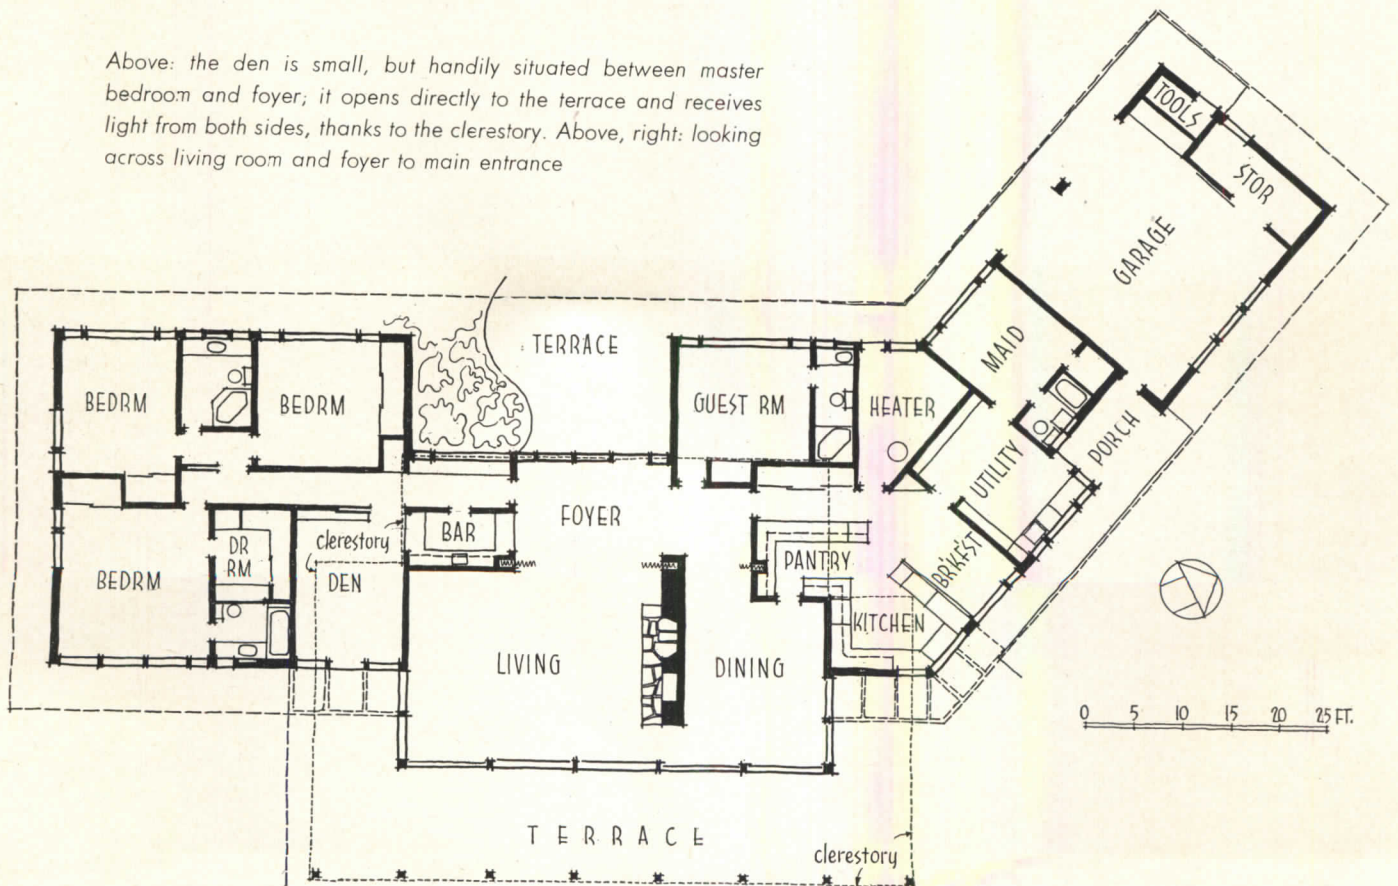 Above: the den is small, but handily situated between master
bedroom and foyer; it opens directly to the terrace and receives
light from both sides, thanks to the clerestory. Above, right: looking
across living room and foyer to main entrance
TOOLS
STOR
GARAGE
TERRACE
MAID
BEDRM
BEDRM
GUEST RM
HEATER
PORCH
UTILITY
FOYER
BAR
clerestory
DR
RM
PANTRY
BRKFST
BEDRM
DEN
KITCHEN
LIVING
DINING
0 5 10 15 20 25 FT.
TERRACE
clerestory